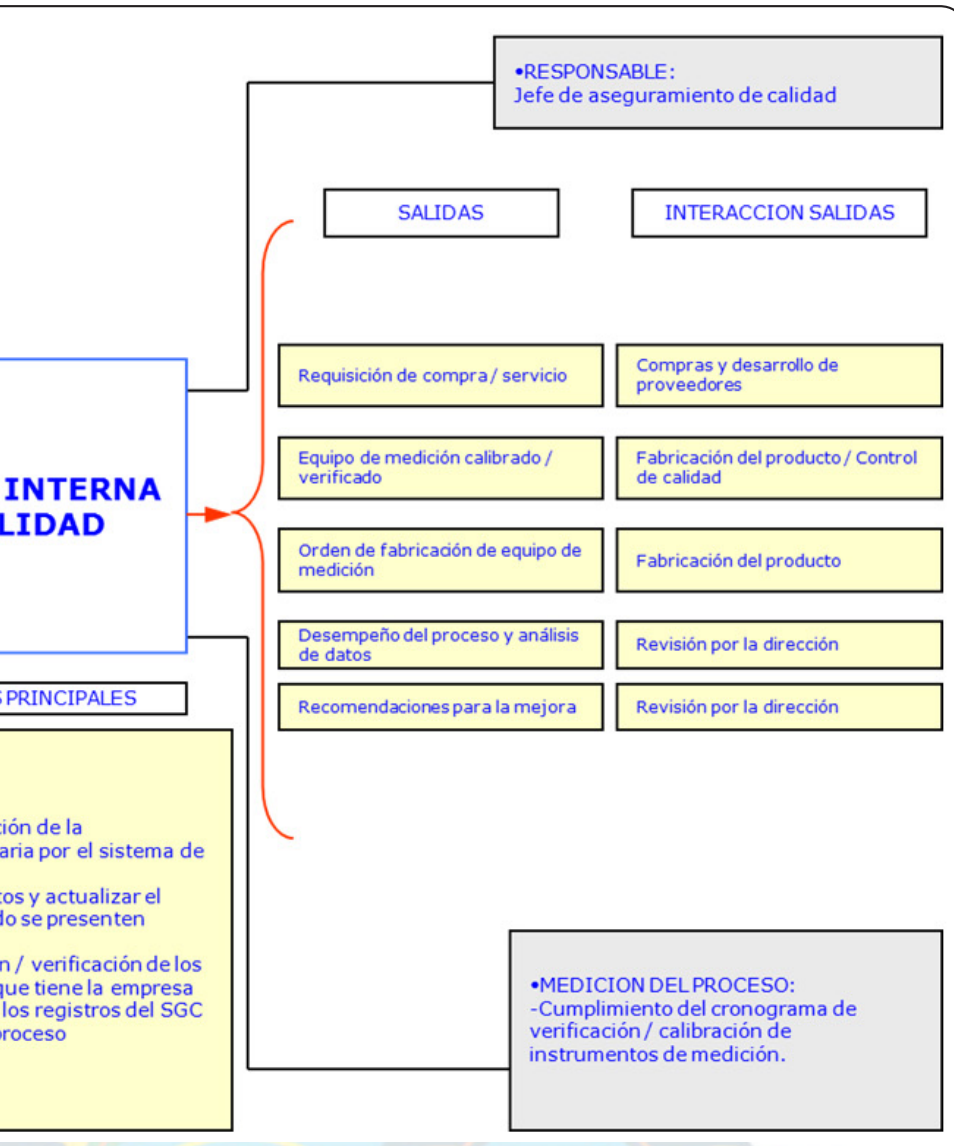 •RESPONSABLE:
Jefe de aseguramiento de calidad
SALIDAS
INTERACCION SALIDAS
Requisición de compra / servicio
Compras y desarrollo de
proveedores
Equipo de medición calibrado /
verificado
Fabricación del producto / Control
de calidad
Orden de fabricación de equipo de
medición
Fabricación del producto
Desempeño del proceso y análisis
de datos
Revisión por la dirección
Recomendaciones para la mejora
Revisión por la dirección
INTERNA
LIDAD
PRINCIPALES
ción de la
aria por el sistema de
tos y actualizar el
do se presenten
n / verificación de los
que tiene la empresa
los registros del SGC
proceso
•MEDICION DEL PROCESO:
-Cumplimiento del cronograma de
verificación / calibración de
instrumentos de medición.